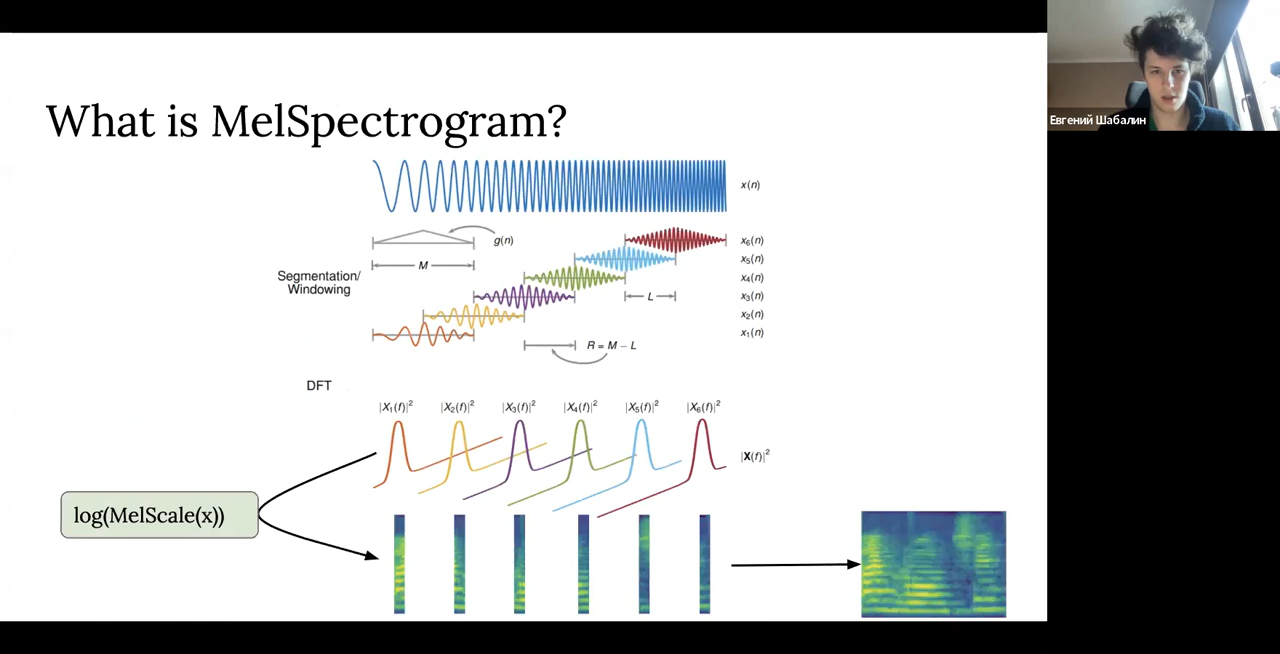 What is MelSpectrogram?
Евгений Шабалин
x(n)
g(n)
M
Segmentation/
Windowing
x₆(n)
x₅(n)
x₄(n)
L
x₃(n)
x₂(n)
x₁(n)
R = M – L
DFT
|X₁(f)|² |X₂(f)|² |X₃(f)|² |X₄(f)|² |X₅(f)|² |X₆(f)|²
|X(f)|²
log(MelScale(x))